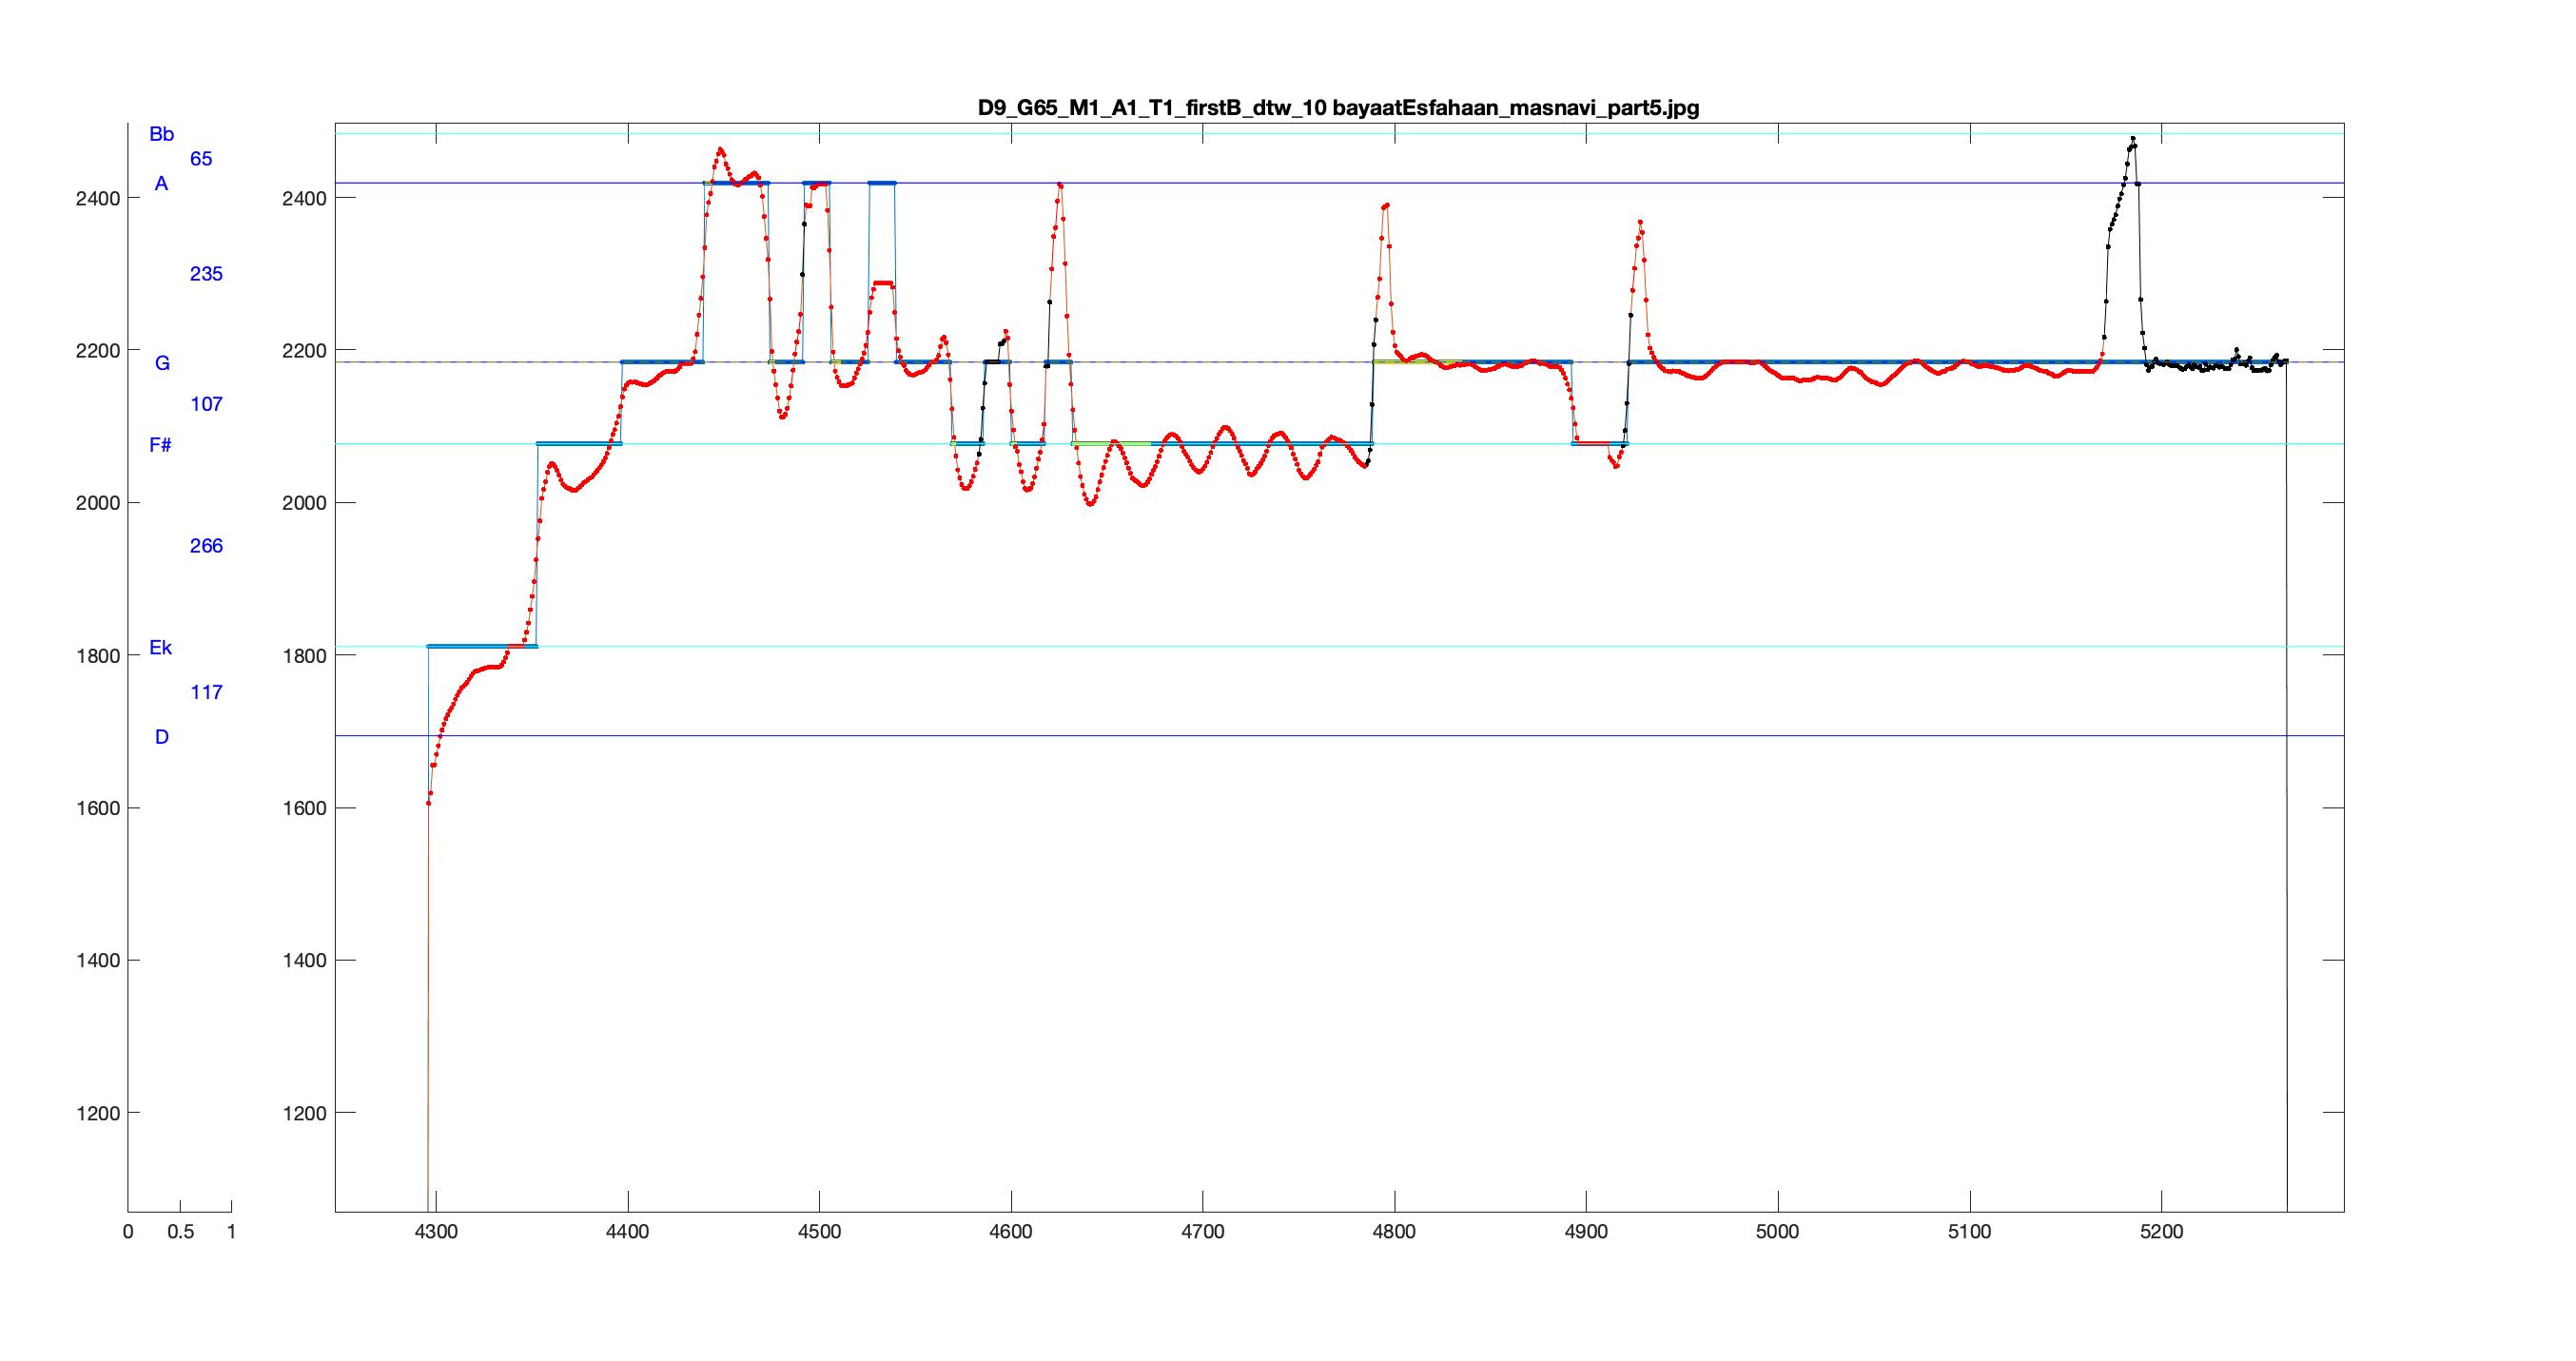 D9_G65_M1_A1_T1_firstB_dtw_10 bayaatEsfahaan_masnavi_part5.jpg
Bb
65
A
2400 2400
235
2200 2200
G
107
F#
2000 2000
266
Ek
1800 1800
117
D
1600 1600
1400 1400
1200 1200
0 0.5 1 4300 4400 4500 4600 4700 4800 4900 5000 5100 5200